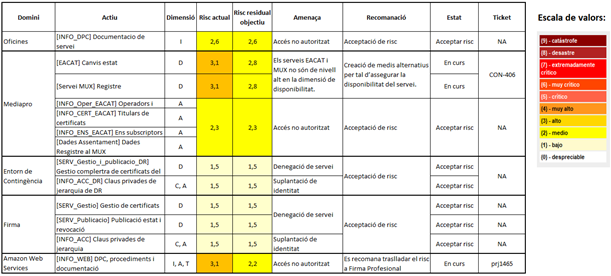 Domini Actiu Dimensió Risc actual Risc residual objectiu Amenaça Recomanació Estat Ticket
Oficines [INFO_DPC] Documentacio de servei I 2,6 2,6 Accés no autoritzat Acceptació de risc Acceptar risc NA
Mediapro
[EACAT] Canvis estat D 3,1 2,8 Els serveis EACAT i MUX no són de nivell alt en la dimensió de disponibilitat. Creació de medis alternatius per tal d'assegurar la disponibilitat del servei. En curs CON-406
[Servei MUX] Registre D 3,1 2,8 En curs
[INFO_Oper_EACAT] Operadors i A 2,3 2,3 Accés no autoritzat Acceptació de risc Acceptar risc NA
[INFO_CERT_EACAT] Titulars de certificats A
[INFO_ENS_EACAT] Ens subscriptors A
[Dades Assentament] Dades Resgistre al MUX A
Entorn de Contingència
[SERV_Gestio_i_publicacio_DR] Gestió complertra de certificats del D 1,5 1,5 Denegació de servei Acceptació de risc Acceptar risc NA
[INFO_ACC_DR] Claus privades de jerarquia de DR C, A 1,5 1,5 Suplantació de identitat Acceptar risc
Firma
[SERV_Gestio] Gestio de certificats D 1,5 1,5 Denegació de servei Acceptació de risc Acceptar risc NA
[SERV_Publicacio] Publicació estat i revocació D 1,5 1,5 Acceptar risc
[INFO_ACC] Claus privades de jerarquia C, A 1,5 1,5 Suplantació de identitat Acceptar risc
Amazon Web Services [INFO_WEB] DPC, procediments i documentació I, A, T 3,1 2,2 Accés no autoritzat Es recomana traslladar el risc a Firma Profesional En curs prj1465
Escala de valors:
(9) - catástrofe
(8) - desastre
(7) - extremadamente crítico
(6) - muy crítico
(5) - crítico
(4) - muy alto
(3) - alto
(2) - medio
(1) - bajo
(0) - despreciable